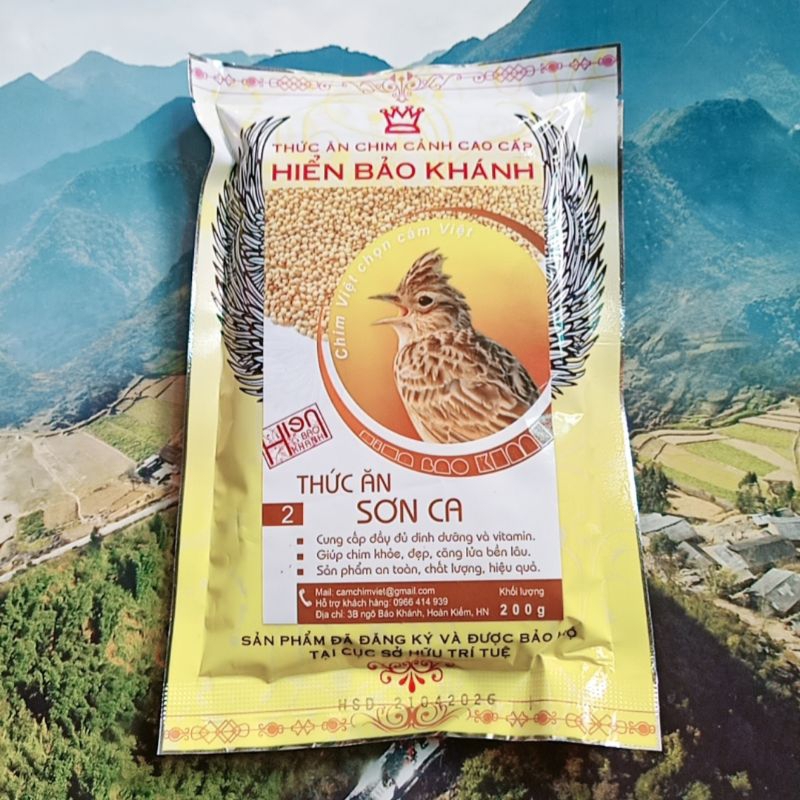 THỨC ĂN CHIM CẢNH CAO CẤP
HIỂN BẢO KHÁNH
Chim Việt chọn cám Việt
Hiển
BẢO
KHÁNH
THỨC ĂN
2 SƠN CA
Cung cấp đầy đủ dinh dưỡng và vitamin.
Giúp chim khỏe, đẹp, căng lửa bền lâu.
Sản phẩm an toàn, chất lượng, hiệu quả.
Mail: camchimviet@gmail.com
Hỗ trợ khách hàng: 0966 414 939
Địa chỉ: 3B ngõ Bảo Khánh, Hoàn Kiếm, HN
Khối lượng
200 g
SẢN PHẨM ĐÃ ĐĂNG KÝ VÀ ĐƯỢC BẢO HỘ
TẠI CỤC SỞ HỮU TRÍ TUỆ
HSD 21042026